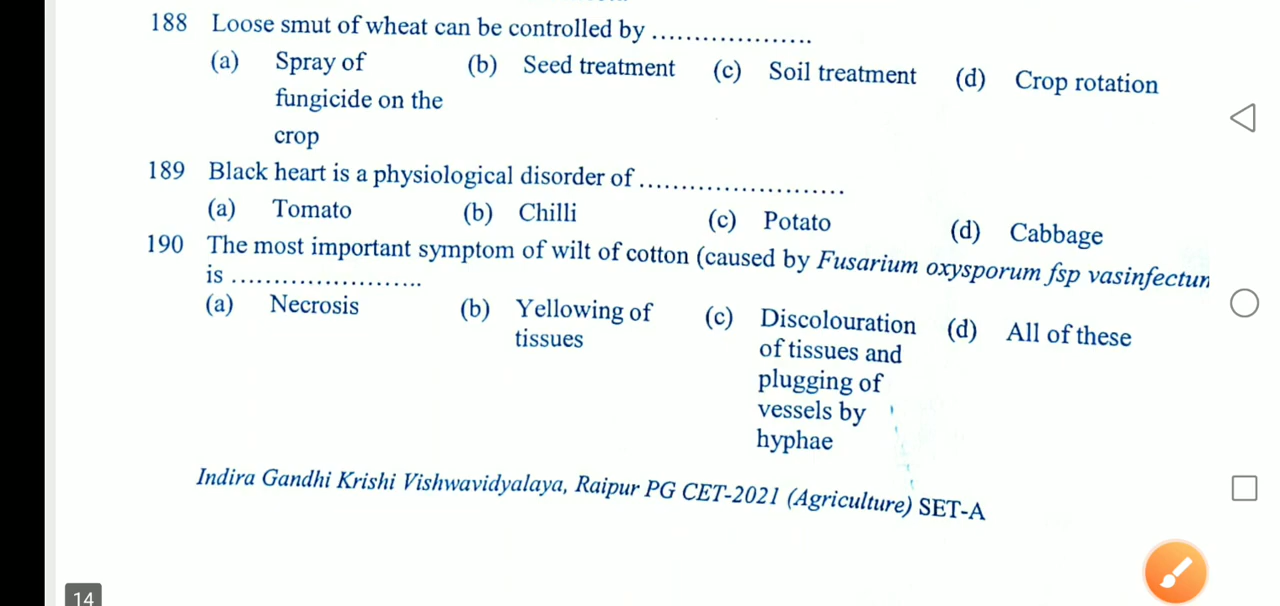 188 Loose smut of wheat can be controlled by ...................
(a) Spray of fungicide on the crop (b) Seed treatment (c) Soil treatment (d) Crop rotation
189 Black heart is a physiological disorder of ........................
(a) Tomato (b) Chilli (c) Potato (d) Cabbage
190 The most important symptom of wilt of cotton (caused by Fusarium oxysporum fsp vasinfectun
is ......................
(a) Necrosis (b) Yellowing of tissues (c) Discolouration of tissues and plugging of vessels by hyphae (d) All of these
Indira Gandhi Krishi Vishwavidyalaya, Raipur PG CET-2021 (Agriculture) SET-A
14